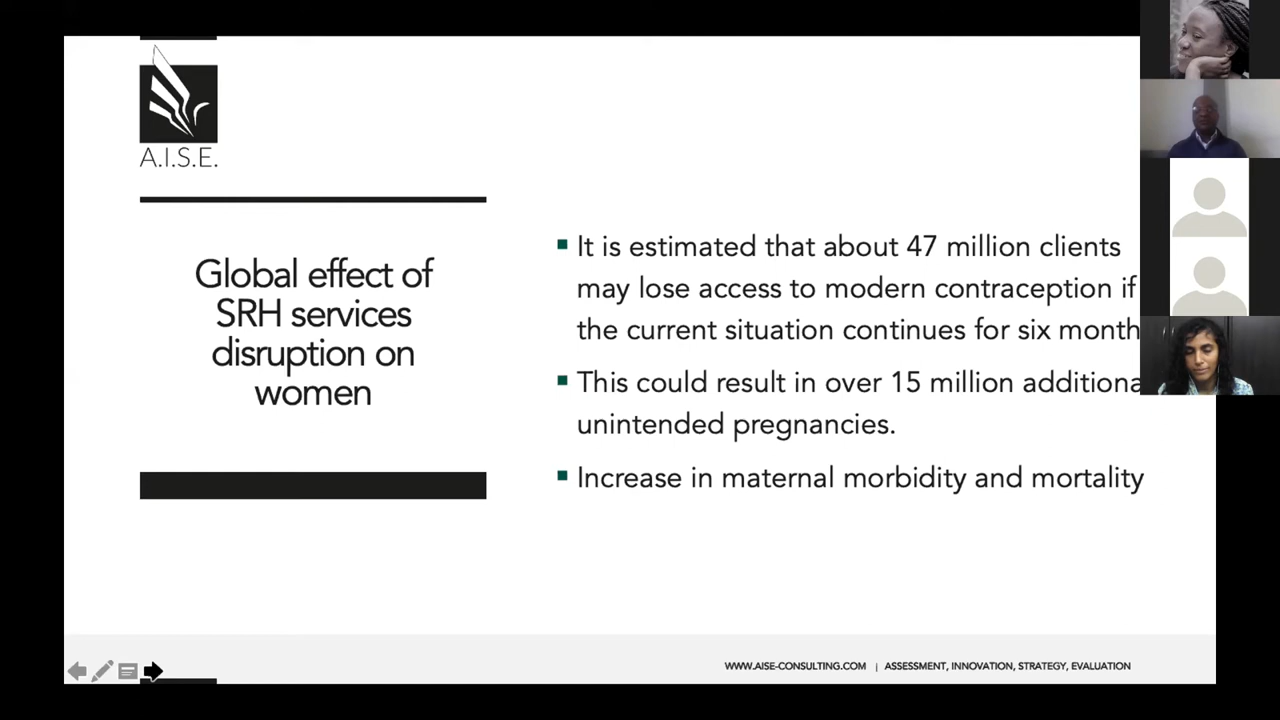 A.I.S.E.
Global effect of
SRH services
disruption on
women
▪ It is estimated that about 47 million clients
may lose access to modern contraception if
the current situation continues for six month
▪ This could result in over 15 million additiona
unintended pregnancies.
▪ Increase in maternal morbidity and mortality
WWW.AISE-CONSULTING.COM | ASSESSMENT, INNOVATION, STRATEGY, EVALUATION